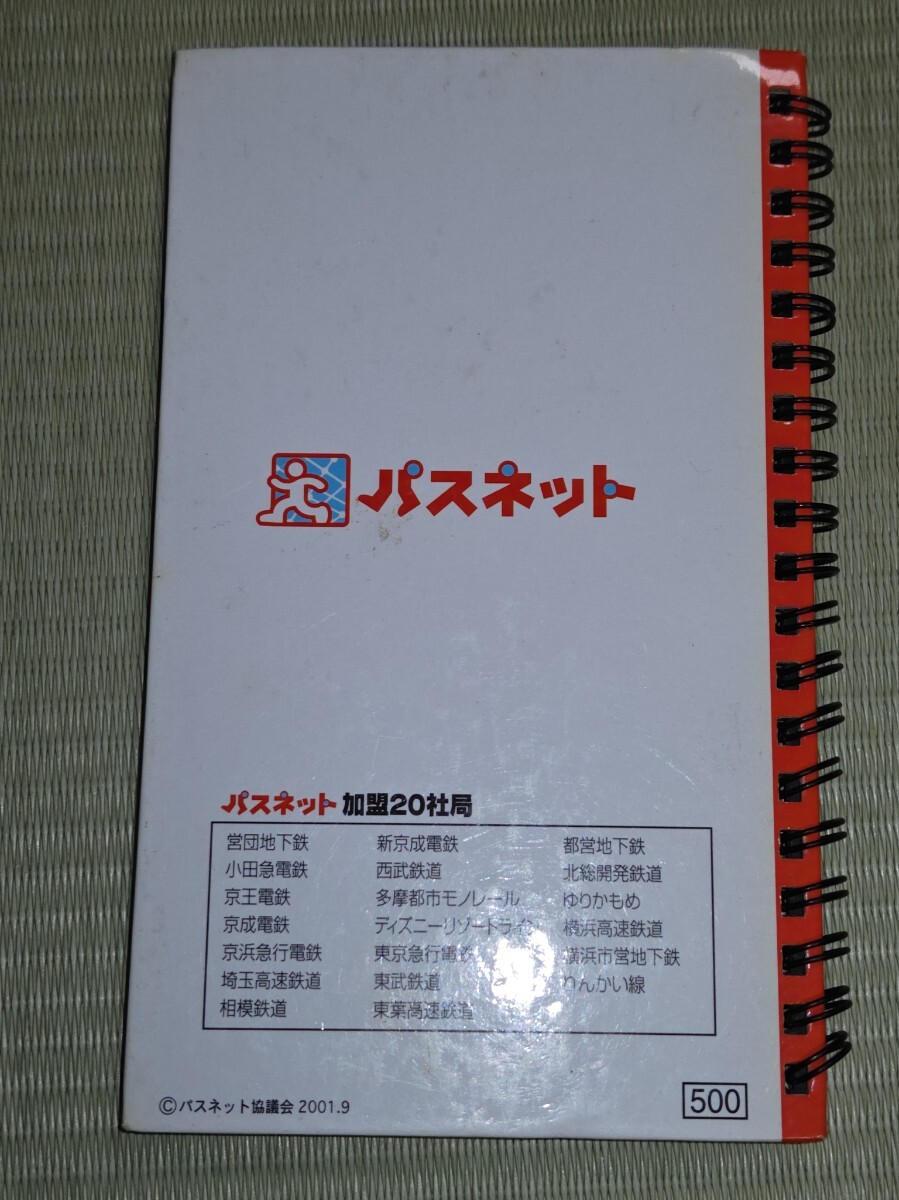 パスネット
パスネット 加盟20社局
営団地下鉄
小田急電鉄
京王電鉄
京成電鉄
京浜急行電鉄
埼玉高速鉄道
相模鉄道
新京成電鉄
西武鉄道
多摩都市モノレール
ディズニーリゾートライン
東京急行電鉄
東武鉄道
東葉高速鉄道
都営地下鉄
北総開発鉄道
ゆりかもめ
横浜高速鉄道
横浜市営地下鉄
りんかい線
©パスネット協議会 2001.9
500